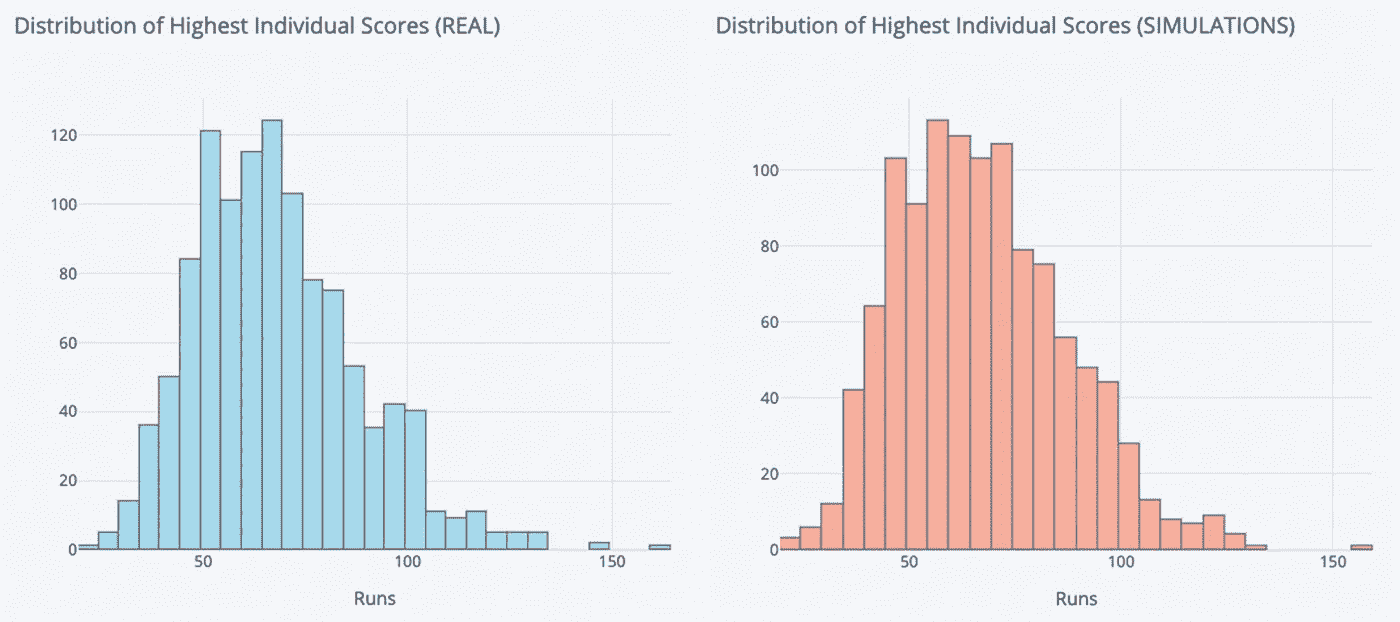 Distribution of Highest Individual Scores (REAL)
120
100
80
60
40
20
0
50 100 150
Runs
Distribution of Highest Individual Scores (SIMULATIONS)
100
80
60
40
20
0
50 100 150
Runs